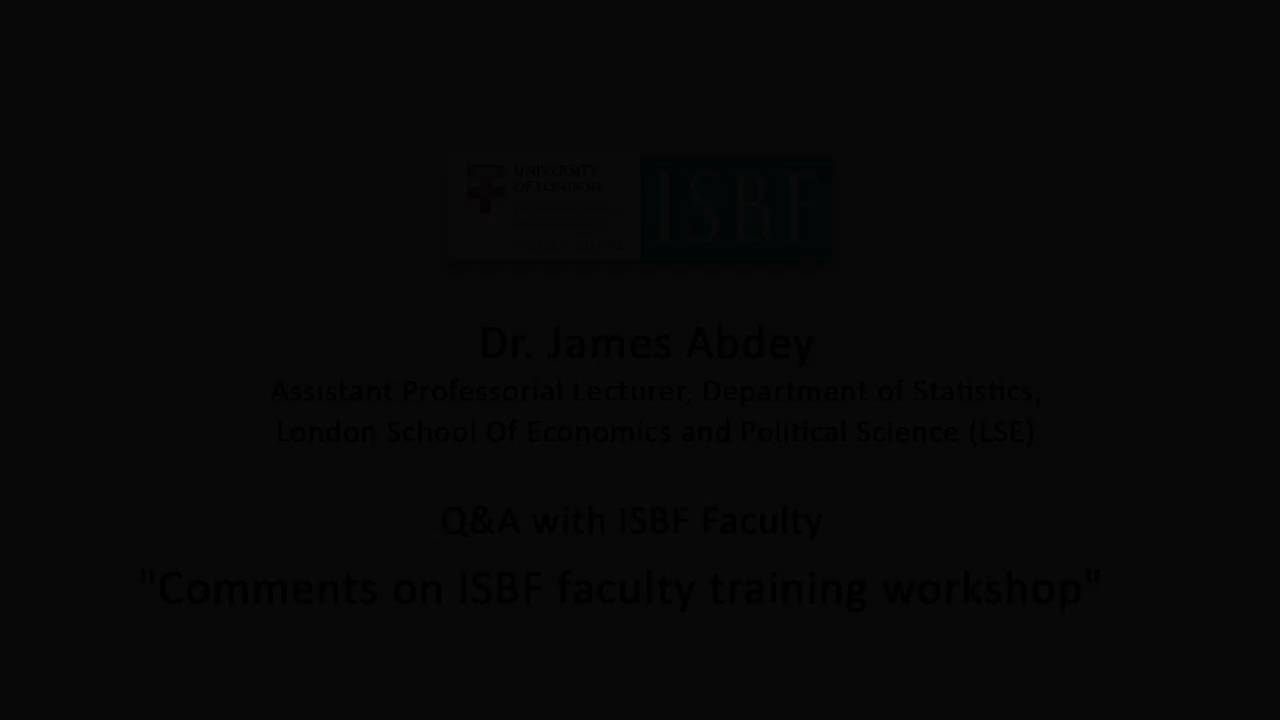 UNIVERSITY
OF LONDON
ISBF
Dr. James Abdey
Assistant Professorial Lecturer, Department of Statistics,
London School Of Economics and Political Science (LSE)
Q&A with ISBF Faculty
"Comments on ISBF faculty training workshop"